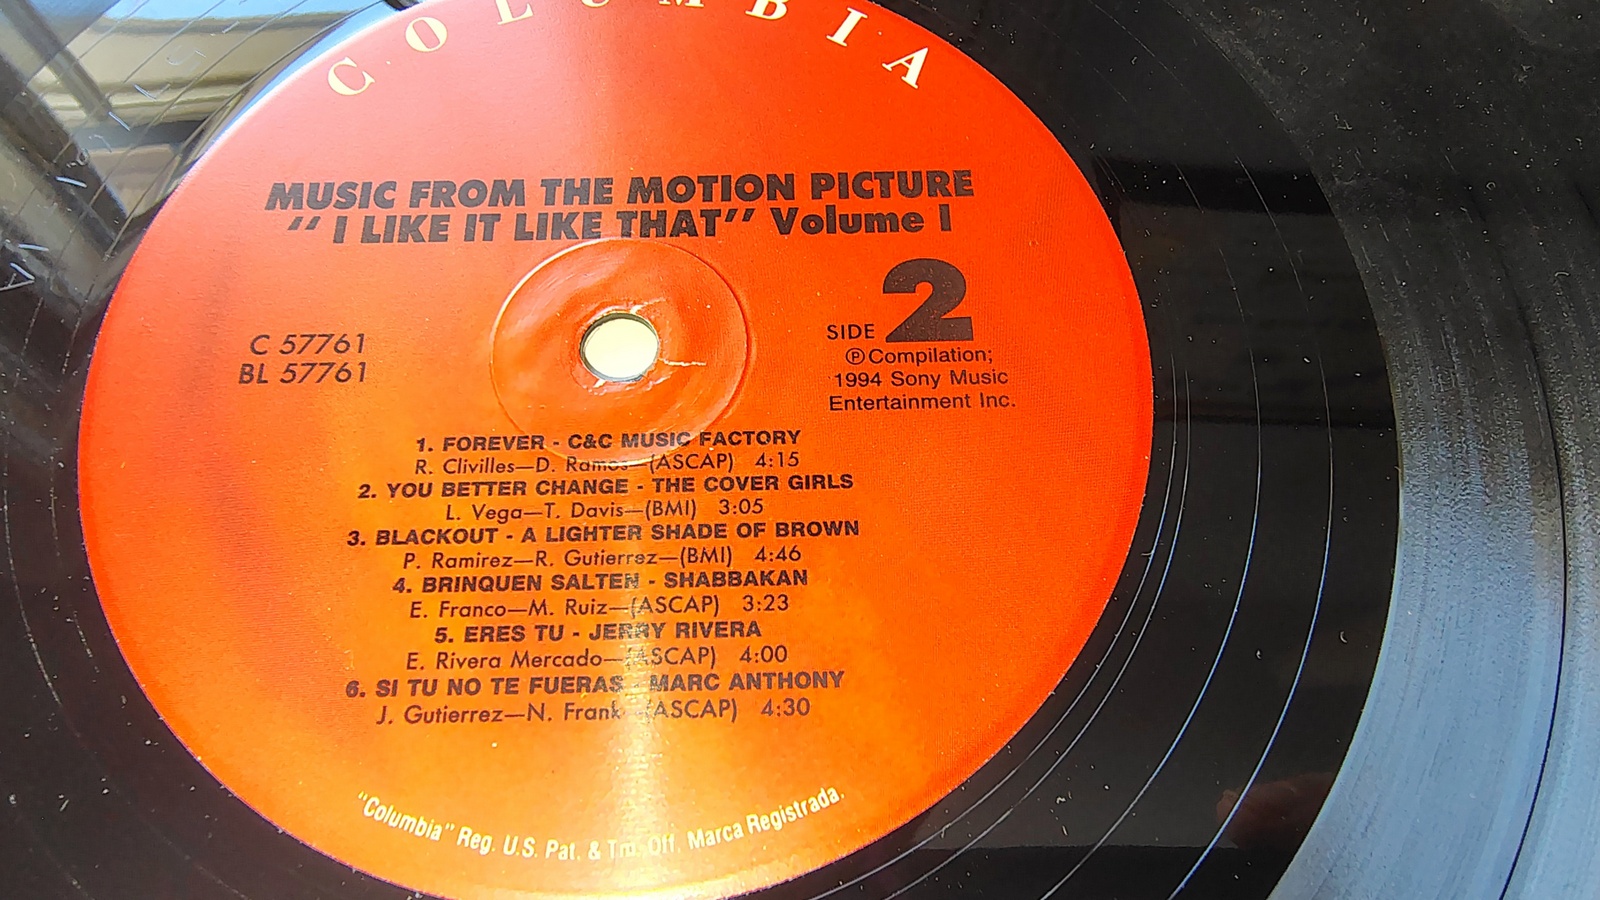 COLUMBIA
MUSIC FROM THE MOTION PICTURE
"I LIKE IT LIKE THAT" Volume I
SIDE 2
C 57761
BL 57761
Ⓟ Compilation;
1994 Sony Music
Entertainment Inc.
1. FOREVER - C&C MUSIC FACTORY
R. Clivilles—D. Ramos—(ASCAP) 4:15
2. YOU BETTER CHANGE - THE COVER GIRLS
L. Vega—T. Davis—(BMI) 3:05
3. BLACKOUT - A LIGHTER SHADE OF BROWN
P. Ramirez—R. Gutierrez—(BMI) 4:46
4. BRINQUEN SALTEN - SHABBAKAN
E. Franco—M. Ruiz—(ASCAP) 3:23
5. ERES TU - JERRY RIVERA
E. Rivera Mercado—(ASCAP) 4:00
6. SI TU NO TE FUERAS - MARC ANTHONY
J. Gutierrez—N. Frank—(ASCAP) 4:30
"Columbia" Reg. U.S. Pat. & Tm. Off. Marca Registrada.